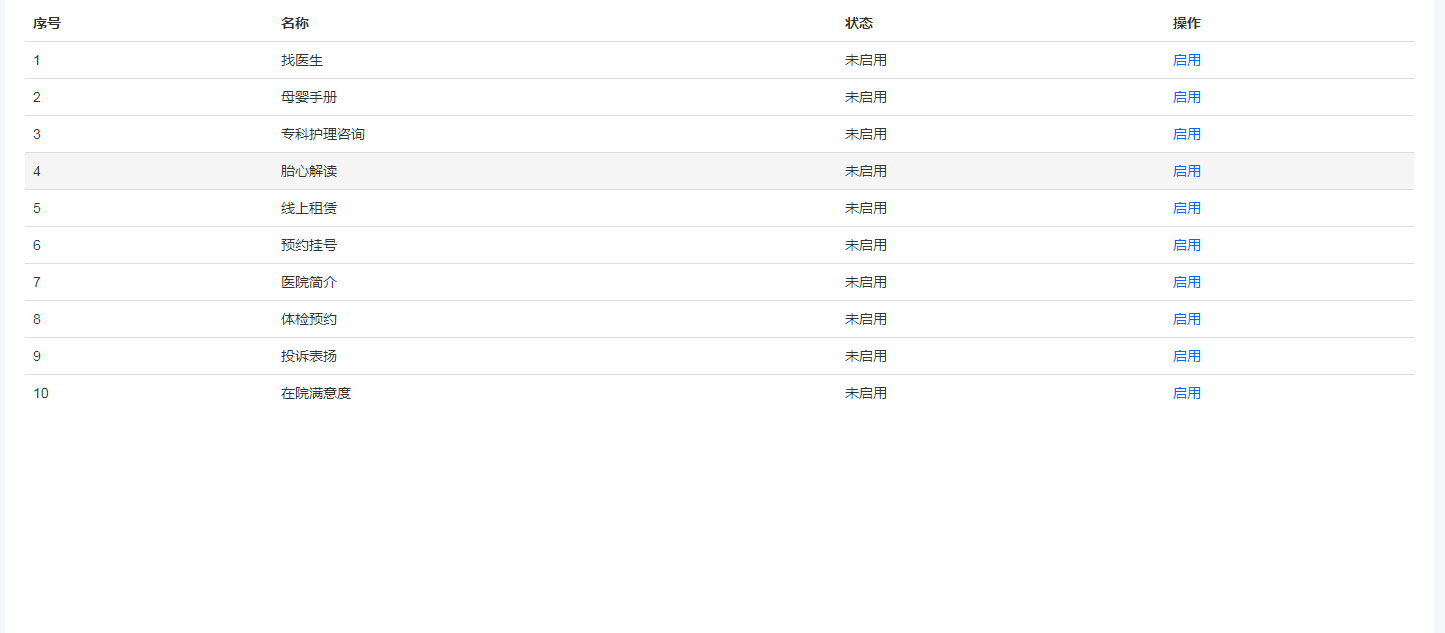 序号 名称 状态 操作
1 找医生 未启用 启用
2 母婴手册 未启用 启用
3 专科护理咨询 未启用 启用
4 胎心解读 未启用 启用
5 线上租赁 未启用 启用
6 预约挂号 未启用 启用
7 医院简介 未启用 启用
8 体检预约 未启用 启用
9 投诉表扬 未启用 启用
10 在院满意度 未启用 启用